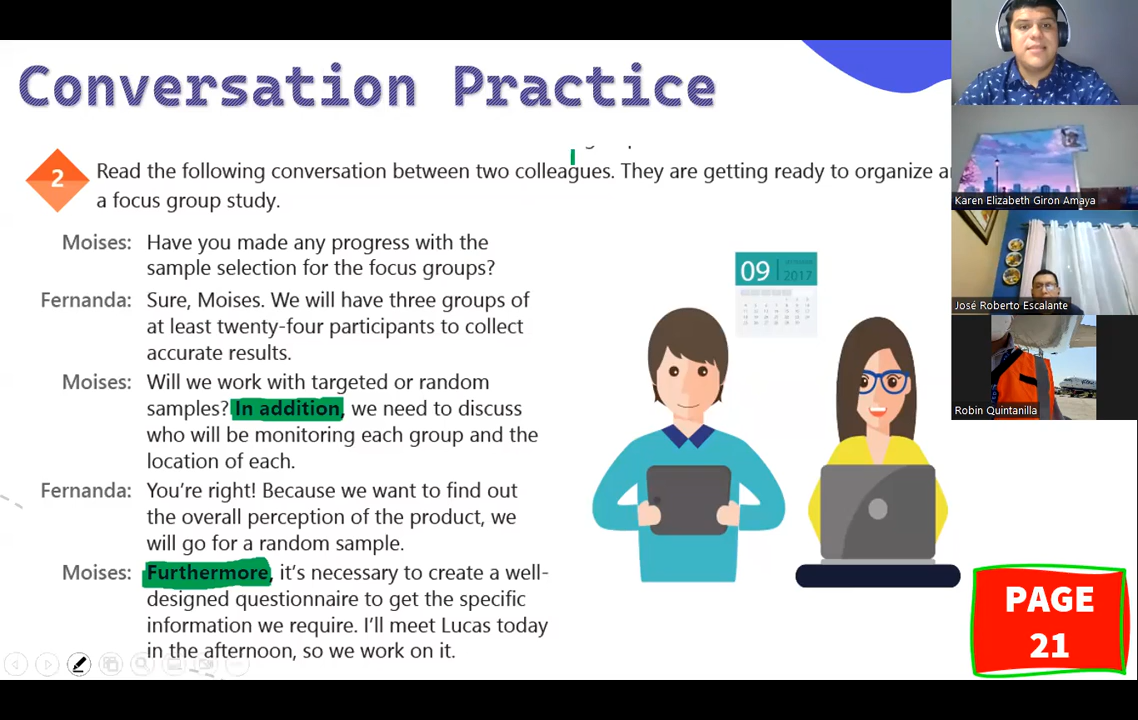 Conversation Practice
2
Read the following conversation between two colleagues. They are getting ready to organize
a focus group study.
Moises: Have you made any progress with the
sample selection for the focus groups?
Fernanda: Sure, Moises. We will have three groups of
at least twenty-four participants to collect
accurate results.
Moises: Will we work with targeted or random
samples? In addition, we need to discuss
who will be monitoring each group and the
location of each.
Fernanda: You're right! Because we want to find out
the overall perception of the product, we
will go for a random sample.
Moises: Furthermore, it's necessary to create a well-
designed questionnaire to get the specific
information we require. I'll meet Lucas today
in the afternoon, so we work on it.
09
2017
PAGE
21
Karen Elizabeth Giron Amaya
José Roberto Escalante
Robin Quintanilla